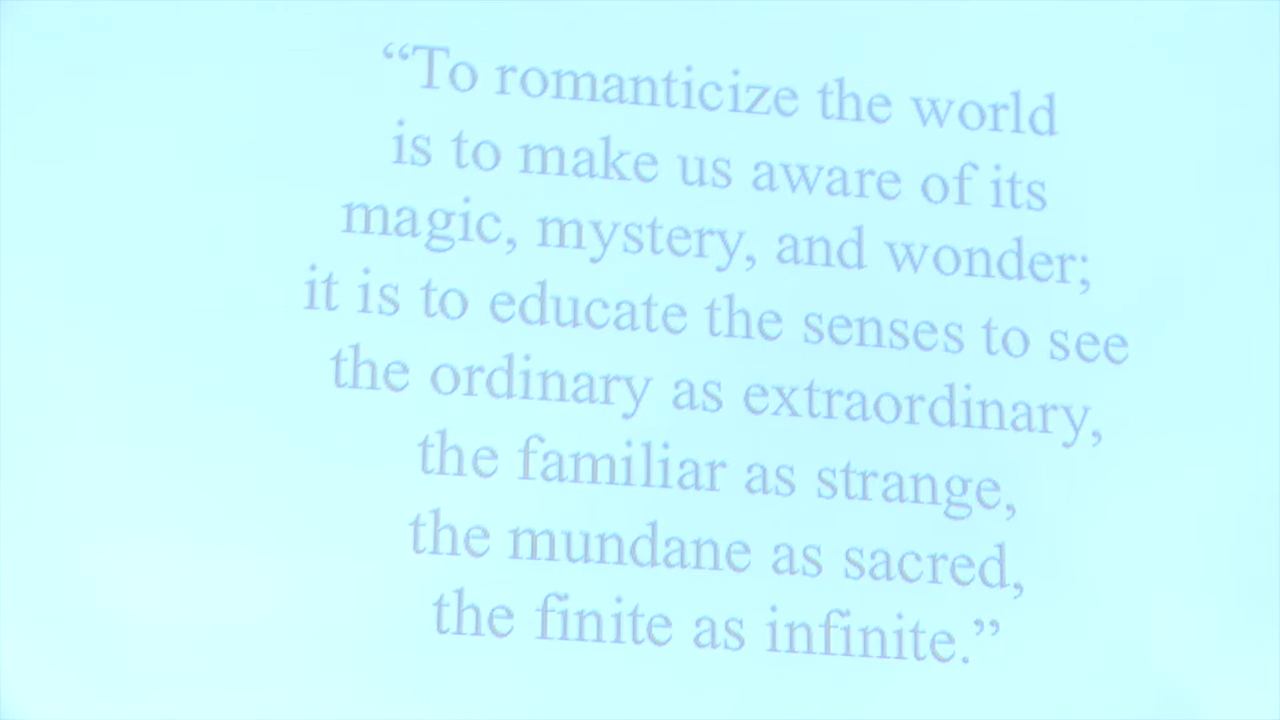 “To romanticize the world
is to make us aware of its
magic, mystery, and wonder;
it is to educate the senses to see
the ordinary as extraordinary,
the familiar as strange,
the mundane as sacred,
the finite as infinite.”